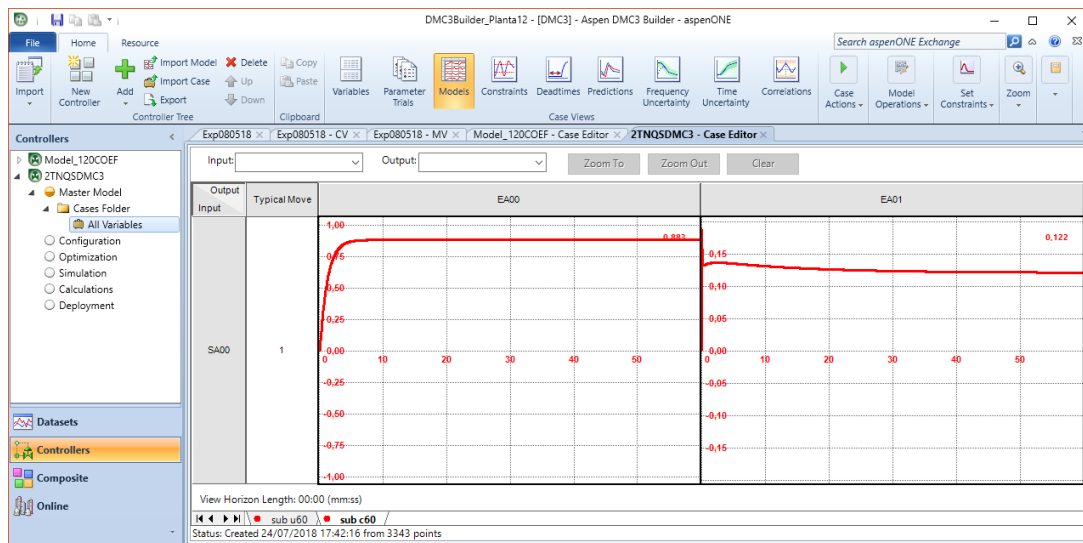 DMC3Builder_Planta12 - [DMC3] - Aspen DMC3 Builder - aspenONE
File Home Resource Search aspenONE Exchange
Import Model Delete Copy
Import Case Up Paste
Export Down
Import New Controller Add Variables Parameter Trials Models Constraints Deadtimes Predictions Frequency Uncertainty Time Uncertainty Correlations Case Actions Model Operations Set Constraints Zoom
Controller Tree Clipboard Case Views
Controllers
Exp080518 Exp080518 - CV Exp080518 - MV Model_120COEF - Case Editor 2TNQSDMC3 - Case Editor
Model_120COEF
2TNQSDMC3
Master Model
Cases Folder
All Variables
Configuration
Optimization
Simulation
Calculations
Deployment
Datasets
Controllers
Composite
Online
Input: Output: Zoom To Zoom Out Clear
Output
Input
Typical Move EA00 EA01
SA00 1
1,00
0,75
0,50
0,25
0,00
-0,25
-0,50
-0,75
-1,00
0 10 20 30 40 50
0,883
0,15
0,10
0,05
0,00
-0,05
-0,10
-0,15
0 10 20 30 40 50
0,122
View Horizon Length: 00:00 (mm:ss)
sub u60 sub c60
Status: Created 24/07/2018 17:42:16 from 3343 points